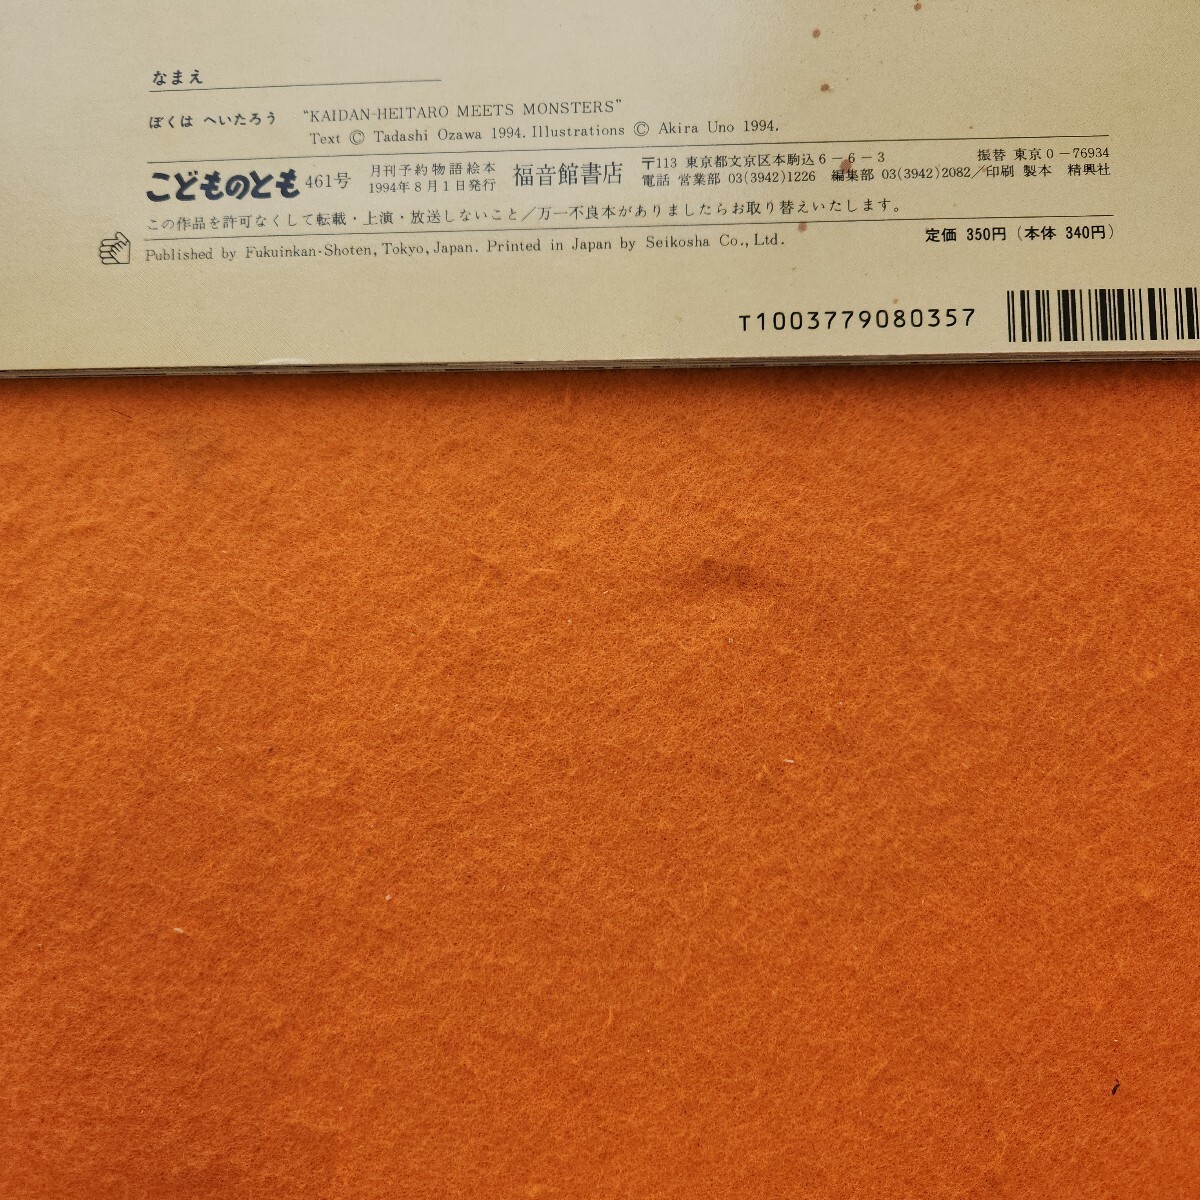 なまえ
ぼくは へいたろう “KAIDAN-HEITARO MEETS MONSTERS”
Text © Tadashi Ozawa 1994. Illustrations © Akira Uno 1994.
こどものとも 461号 月刊予約物語絵本 福音館書店 〒113 東京都文京区本駒込6－6－3 振替 東京0－76934
1994年8月1日発行 電話 営業部 03(3942)1226 編集部 03(3942)2082／印刷 製本 精興社
この作品を許可なくして転載・上演・放送しないこと／万一不良本がありましたらお取り替えいたします。
Published by Fukuinkan-Shoten, Tokyo, Japan. Printed in Japan by Seikosha Co., Ltd.
定価 350円（本体 340円）
T1003779080357